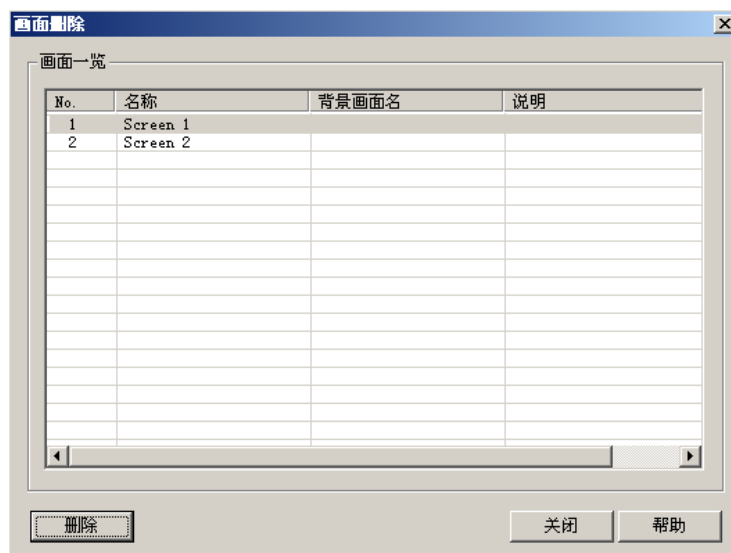 画面删除
画面一览
No. 名称 背景画面名 说明
1 Screen 1
2 Screen 2
删除 关闭 帮助